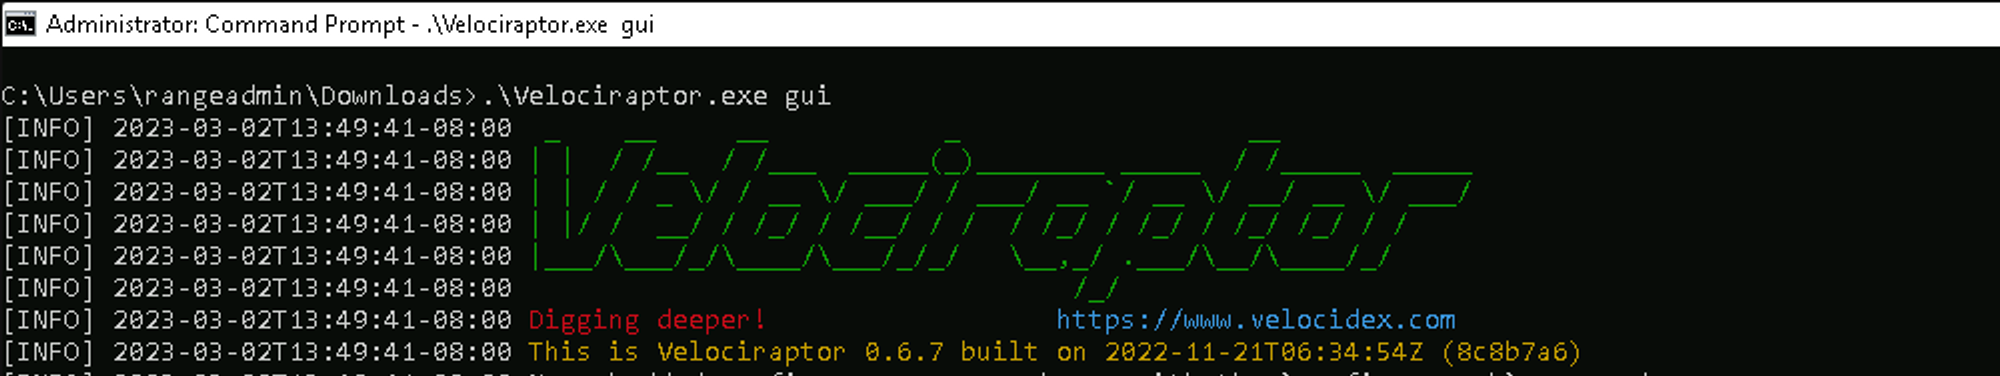 Administrator: Command Prompt - .\Velociraptor.exe gui
C:\Users\rangeadmin\Downloads>.\Velociraptor.exe gui
[INFO] 2023-03-02T13:49:41-08:00
[INFO] 2023-03-02T13:49:41-08:00 Velociraptor
[INFO] 2023-03-02T13:49:41-08:00
[INFO] 2023-03-02T13:49:41-08:00
[INFO] 2023-03-02T13:49:41-08:00
[INFO] 2023-03-02T13:49:41-08:00
[INFO] 2023-03-02T13:49:41-08:00 Digging deeper! https://www.velocidex.com
[INFO] 2023-03-02T13:49:41-08:00 This is Velociraptor 0.6.7 built on 2022-11-21T06:34:54Z (8c8b7a6)